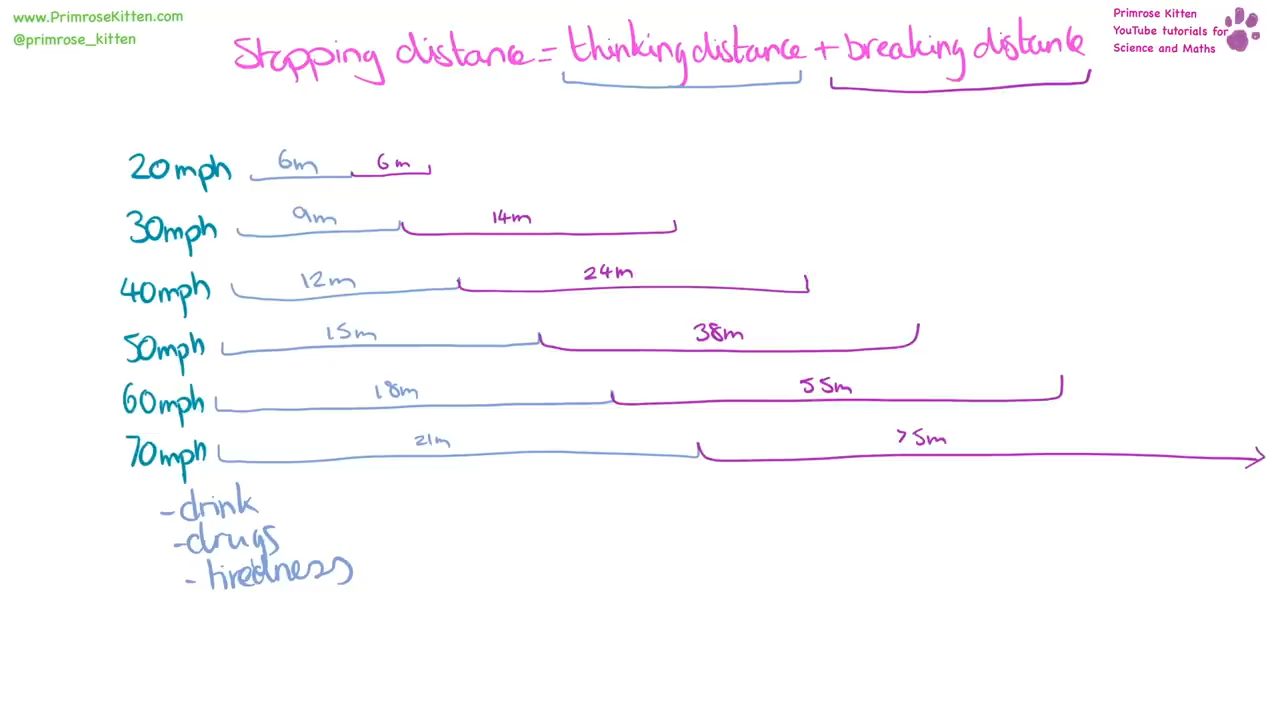 www.PrimroseKitten.com
@primrose_kitten
Primrose Kitten
YouTube tutorials for
Science and Maths
Stopping distance = thinking distance + breaking distance
20mph 6m 6m
30mph 9m 14m
40mph 12m 24m
50mph 15m 38m
60mph 18m 55m
70mph 21m >5m
- drink
- drugs
- tiredness